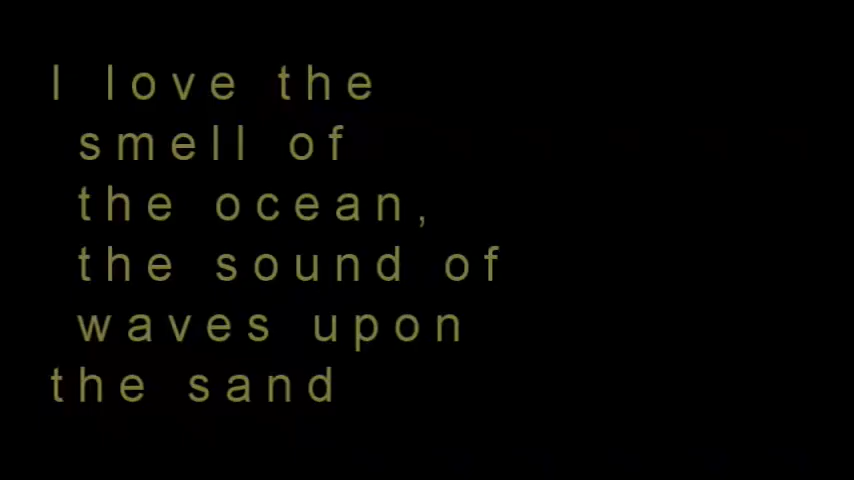 I love the
smell of
the ocean,
the sound of
waves upon
the sand